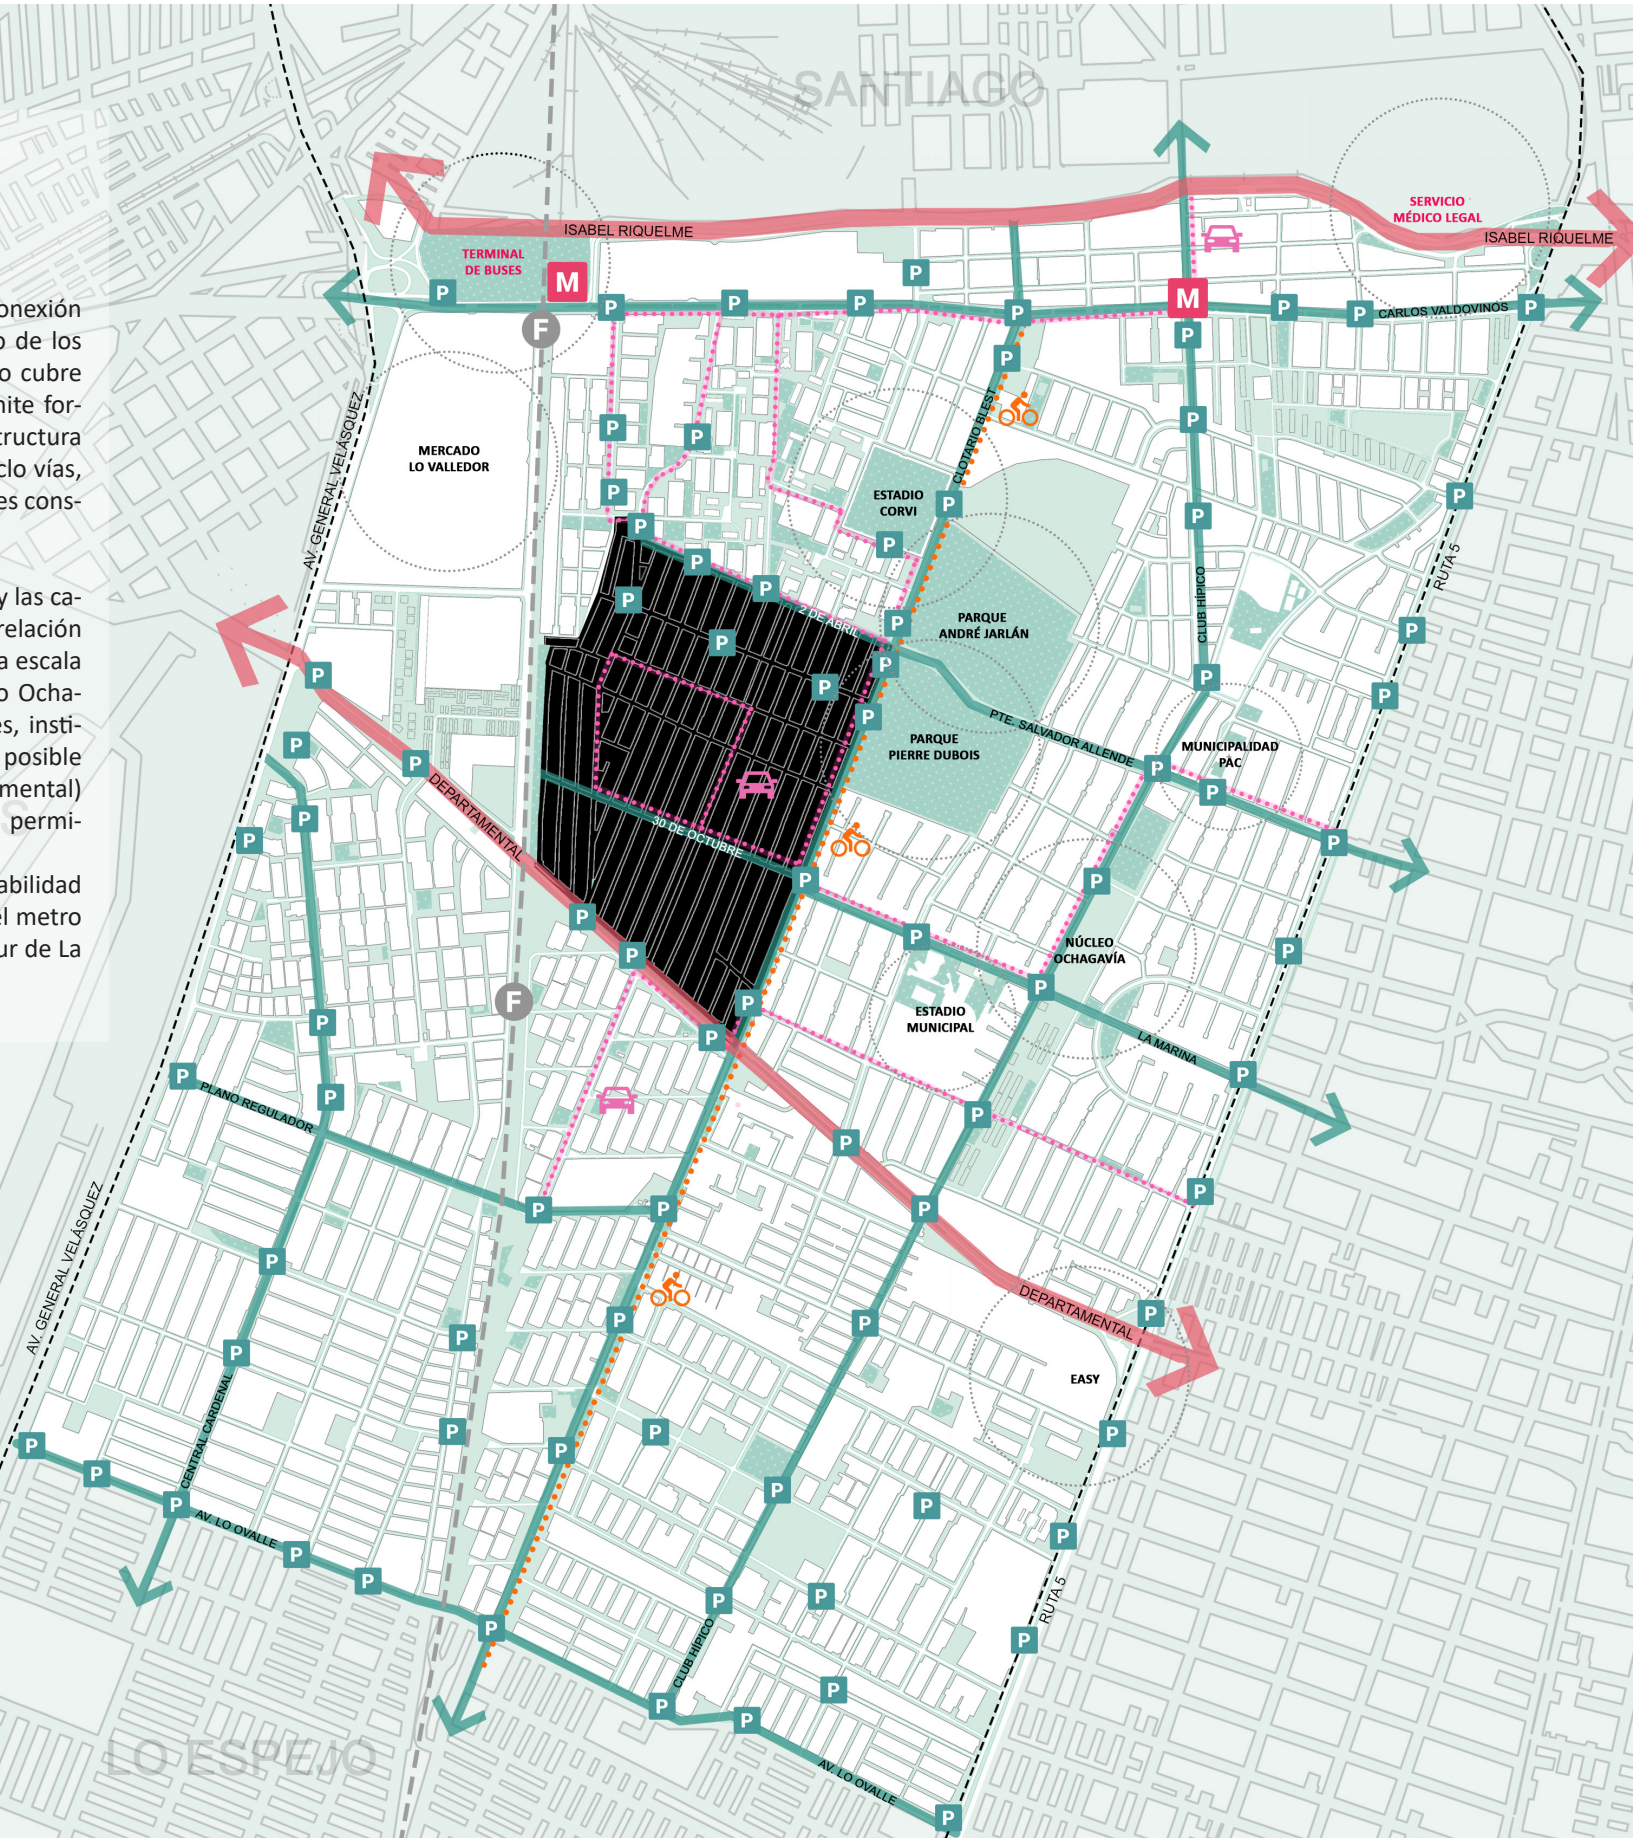 SANTIAGO
SERVICIO
MÉDICO LEGAL
ISABEL RIQUELME
ISABEL RIQUELME
TERMINAL
DE BUSES
M
M
P
P
P
P
P
P
P
P
P
CARLOS VALDOVINOS
F
P
P
onexión
o de los
o cubre
nite for-
tructura
clo vías,
es cons-
AV. GENERAL VELÁSQUEZ
MERCADO
LO VALLEDOR
P
P
P
P
CLOTARIO BLEST
ESTADIO
CORVI
P
P
P
P
RUTA 5
P
P
P
P
P
2 DE ABRIL
P
P
P
PARQUE
ANDRÉ JARLÁN
CLUB HÍPICO
P
P
P
y las ca-
relación
a escala
o Ocha-
es, insti-
posible
mental)
permi-
P
P
P
P
PARQUE
PIERRE DUBOIS
PTE. SALVADOR ALLENDE
MUNICIPALIDAD
PAC
P
P
P
P
P
P
P
DEPARTAMENTAL
30 DE OCTUBRE
P
P
P
abilidad
el metro
ur de La
P
P
P
NÚCLEO
OCHAGAVÍA
P
P
F
P
P
P
ESTADIO
MUNICIPAL
LA MARINA
P
P
PLANO REGULADOR
P
P
P
P
P
P
P
P
AV. GENERAL VELÁSQUEZ
P
P
P
P
P
DEPARTAMENTAL
P
EASY
P
P
P
P
P
P
CENTRAL CARDENAL
P
P
P
P
P
AV. LO OVALLE
P
P
P
P
P
RUTA 5
P
CLUB HÍPICO
P
P
P
P
AV. LO OVALLE
P
LO ESPEJO